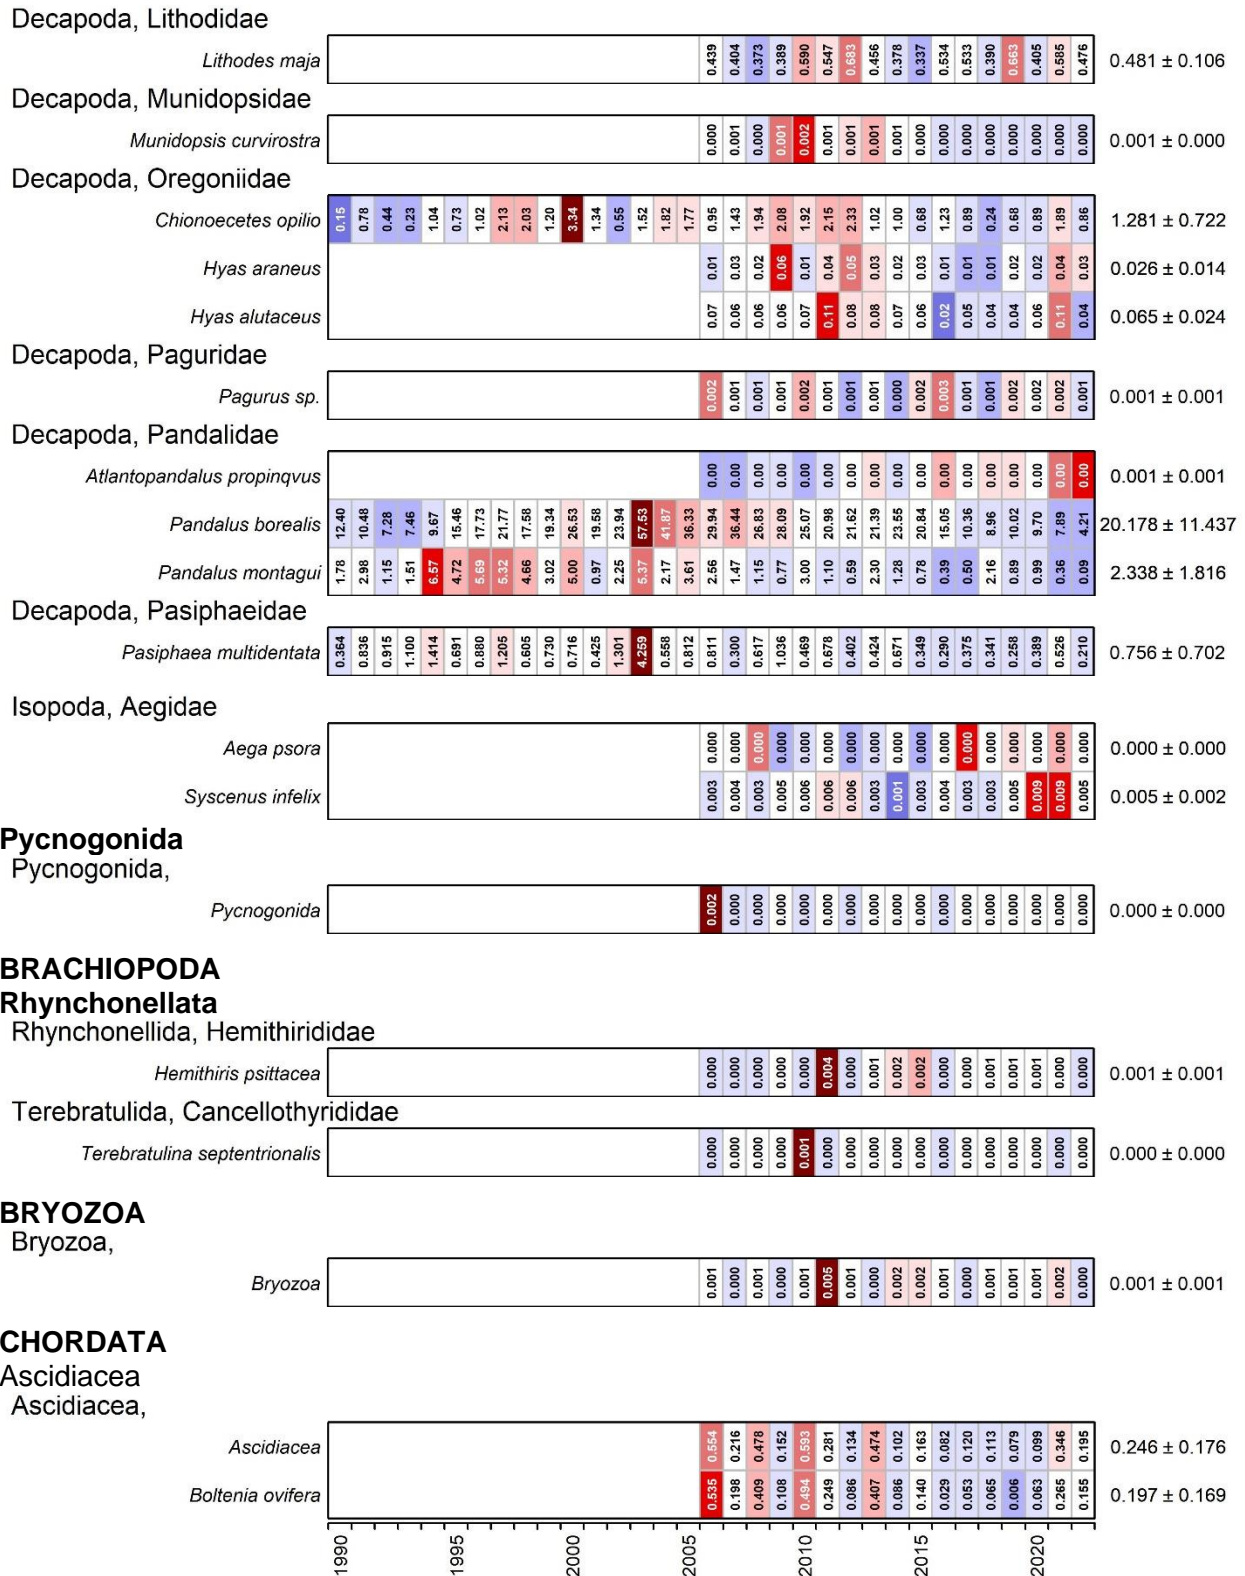 Decapoda, Lithodidae
Lithodes maja 0.439 0.404 0.373 0.389 0.590 0.547 0.683 0.456 0.378 0.337 0.534 0.533 0.390 0.663 0.405 0.585 0.476 0.481 ± 0.106
Decapoda, Munidopsidae
Munidopsis curvirostra 0.000 0.001 0.000 0.001 0.002 0.001 0.001 0.001 0.001 0.000 0.000 0.000 0.000 0.000 0.000 0.000 0.000 0.001 ± 0.000
Decapoda, Oregoniidae
Chionoecetes opilio 0.15 0.78 0.44 0.23 1.04 0.73 1.02 2.13 2.03 1.20 3.34 1.34 0.55 1.52 1.82 1.77 0.95 1.43 1.94 2.08 1.92 2.15 2.33 1.02 1.00 0.68 1.23 0.89 0.24 0.68 0.89 1.89 0.86 1.281 ± 0.722
Hyas araneus 0.01 0.03 0.02 0.06 0.01 0.04 0.05 0.03 0.02 0.03 0.01 0.01 0.01 0.02 0.02 0.04 0.03 0.026 ± 0.014
Hyas alutaceus 0.07 0.06 0.06 0.06 0.07 0.11 0.08 0.08 0.07 0.06 0.02 0.05 0.04 0.04 0.06 0.11 0.04 0.065 ± 0.024
Decapoda, Paguridae
Pagurus sp. 0.002 0.001 0.001 0.001 0.002 0.001 0.001 0.001 0.000 0.002 0.003 0.001 0.001 0.002 0.002 0.002 0.001 0.001 ± 0.001
Decapoda, Pandalidae
Atlantopandalus propinqvus 0.00 0.00 0.00 0.00 0.00 0.00 0.00 0.00 0.00 0.00 0.00 0.00 0.00 0.00 0.00 0.00 0.00 0.001 ± 0.001
Pandalus borealis 12.40 10.48 7.28 7.46 9.67 15.46 17.73 21.77 17.58 19.34 26.53 19.58 23.94 57.53 41.87 36.33 29.94 36.44 26.83 28.09 25.07 20.98 21.62 21.39 23.55 20.84 15.05 10.36 8.96 10.02 9.70 7.89 4.21 20.178 ± 11.437
Pandalus montagui 1.78 2.98 1.15 1.51 6.57 4.72 5.69 5.32 4.66 3.02 5.00 0.97 2.25 5.37 2.17 3.61 2.56 1.47 1.15 0.77 3.00 1.10 0.59 2.30 1.28 0.78 0.39 0.50 2.16 0.89 0.99 0.36 0.09 2.338 ± 1.816
Decapoda, Pasiphaeidae
Pasiphaea multidentata 0.364 0.836 0.915 1.100 1.414 0.691 0.880 1.205 0.605 0.730 0.716 0.425 1.301 4.259 0.558 0.812 0.811 0.300 0.617 1.036 0.469 0.678 0.402 0.424 0.671 0.349 0.290 0.375 0.341 0.258 0.389 0.526 0.210 0.756 ± 0.702
Isopoda, Aegidae
Aega psora 0.000 0.000 0.000 0.000 0.000 0.000 0.000 0.000 0.000 0.000 0.000 0.000 0.000 0.000 0.000 0.000 0.000 0.000 ± 0.000
Syscenus infelix 0.003 0.004 0.003 0.005 0.006 0.006 0.006 0.003 0.001 0.003 0.004 0.003 0.003 0.005 0.009 0.009 0.005 0.005 ± 0.002
Pycnogonida
Pycnogonida,
Pycnogonida 0.002 0.000 0.000 0.000 0.000 0.000 0.000 0.000 0.000 0.000 0.000 0.000 0.000 0.000 0.000 0.000 0.000 0.000 ± 0.000
BRACHIOPODA
Rhynchonellata
Rhynchonellida, Hemithirididae
Hemithiris psittacea 0.000 0.000 0.000 0.000 0.000 0.004 0.000 0.001 0.002 0.002 0.000 0.000 0.001 0.001 0.001 0.000 0.000 0.001 ± 0.001
Terebratulida, Cancellothyrididae
Terebratulina septentrionalis 0.000 0.000 0.000 0.000 0.001 0.000 0.000 0.000 0.000 0.000 0.000 0.000 0.000 0.000 0.000 0.000 0.000 0.000 ± 0.000
BRYOZOA
Bryozoa,
Bryozoa 0.001 0.000 0.001 0.000 0.001 0.005 0.001 0.000 0.002 0.002 0.001 0.000 0.001 0.001 0.001 0.002 0.000 0.001 ± 0.001
CHORDATA
Ascidiacea
Ascidiacea,
Ascidiacea 0.554 0.216 0.478 0.152 0.593 0.281 0.134 0.474 0.102 0.163 0.082 0.120 0.113 0.079 0.099 0.346 0.195 0.246 ± 0.176
Boltenia ovifera 0.535 0.198 0.409 0.108 0.494 0.249 0.086 0.407 0.086 0.140 0.029 0.053 0.065 0.006 0.063 0.265 0.155 0.197 ± 0.169
1990 1995 2000 2005 2010 2015 2020